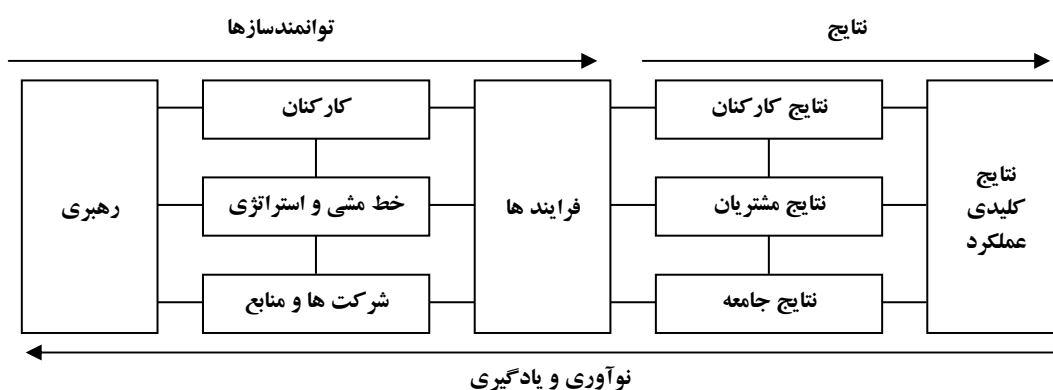 توانمندسازها
نتایج
رهبری
کارکنان
خط مشی و استراتژی
شرکت ها و منابع
فرایند ها
نتایج کارکنان
نتایج مشتریان
نتایج جامعه
نتایج
کلیدی
عملکرد
نوآوری و یادگیری